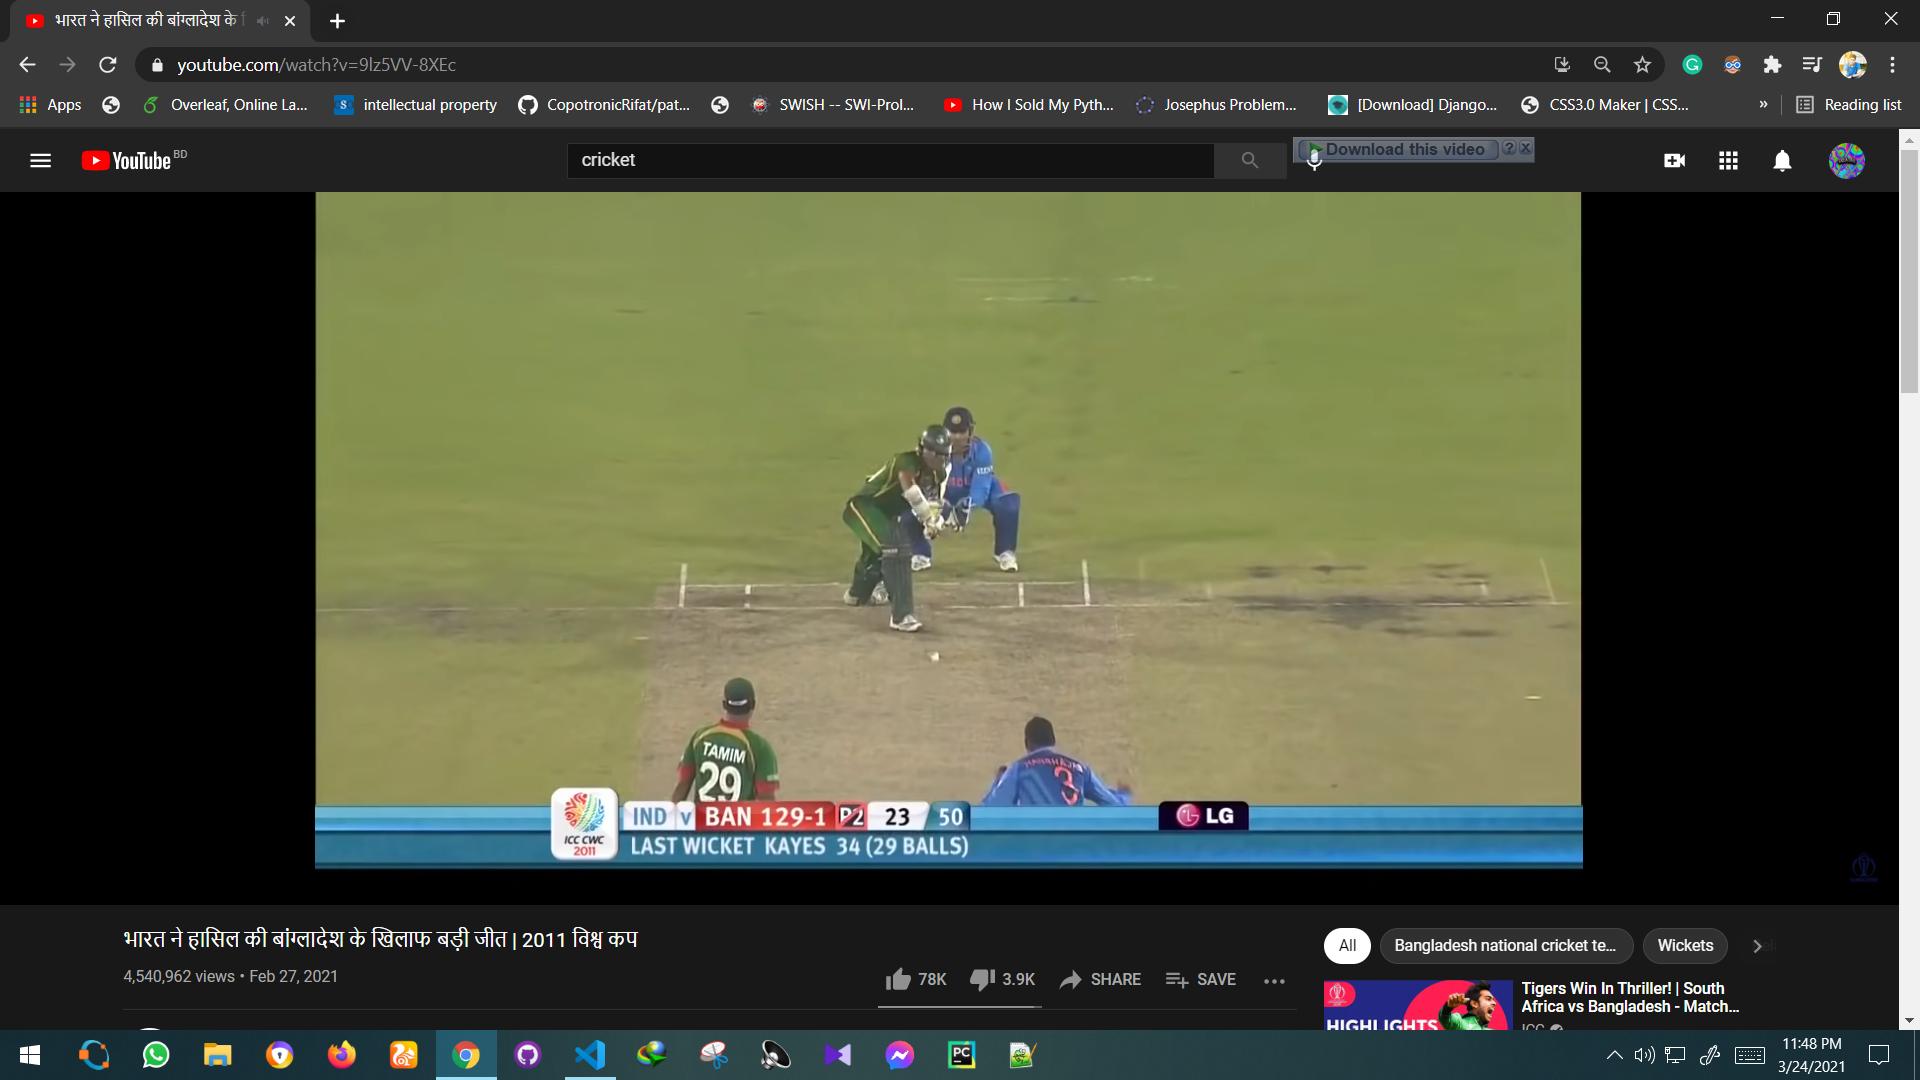 भारत ने हासिल की बांग्लादेश के
youtube.com/watch?v=9lz5VV-8XEc
Apps
Overleaf, Online La...
intellectual property
CopotronicRifat/pat...
SWISH -- SWI-Prol...
How I Sold My Pyth...
Josephus Problem...
[Download] Django...
CSS3.0 Maker | CSS...
»
Reading list
YouTube BD
cricket
Download this video
TAMIM
29
3
ICC CWC
2011
IND v BAN 129-1 P2 23 50
LG
LAST WICKET KAYES 34 (29 BALLS)
भारत ने हासिल की बांग्लादेश के खिलाफ बड़ी जीत | 2011 विश्व कप
4,540,962 views • Feb 27, 2021
78K
3.9K
SHARE
SAVE
All
Bangladesh national cricket te...
Wickets
HIGHLIGHTS
Tigers Win In Thriller! | South
Africa vs Bangladesh - Match...
ICC
11:48 PM
3/24/2021